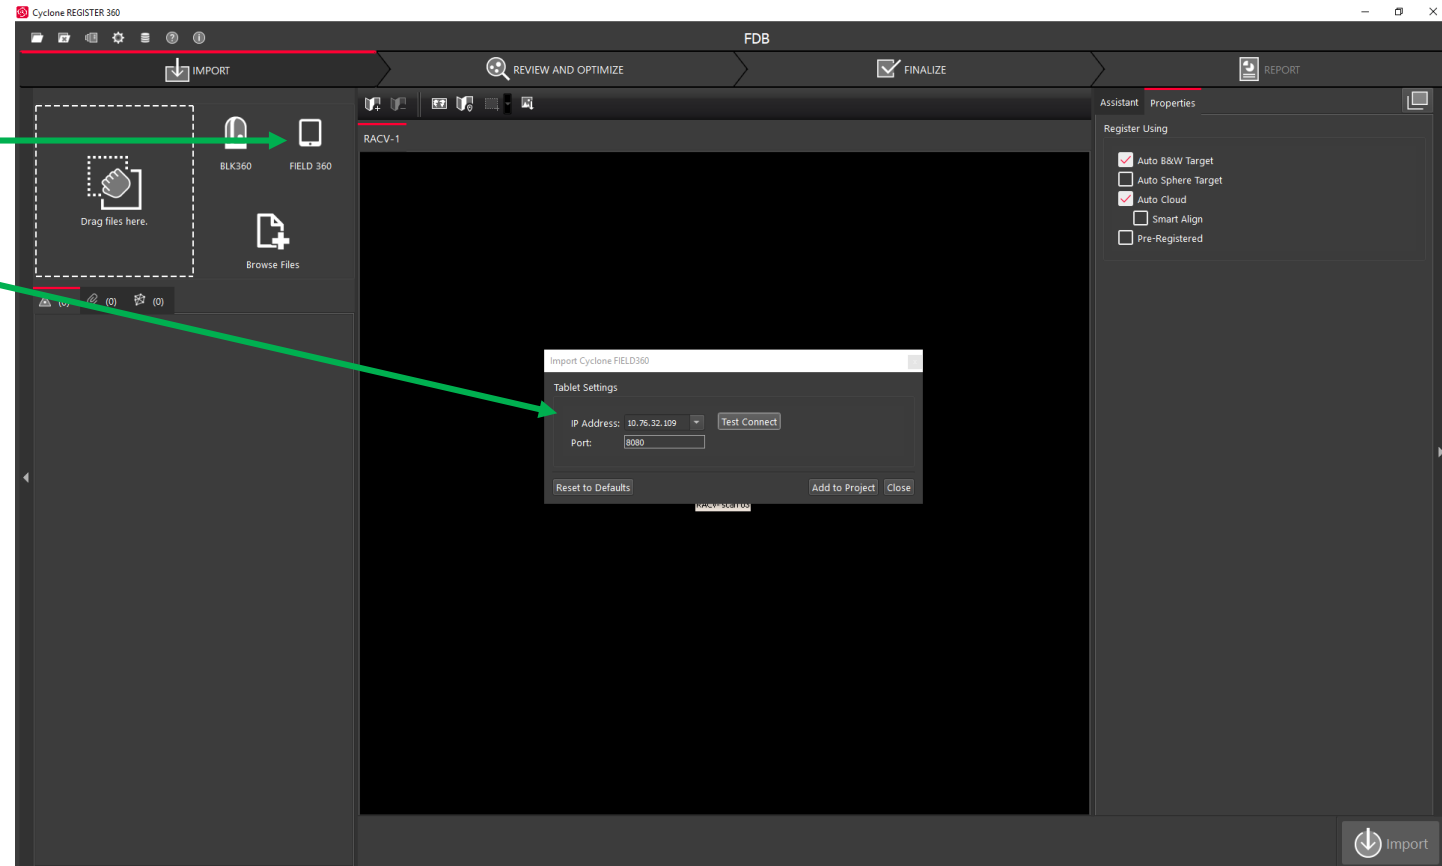 Cyclone REGISTER 360
FDB
IMPORT
REVIEW AND OPTIMIZE
FINALIZE
REPORT
BLK360
FIELD 360
Drag files here.
Browse Files
(0)
(0)
(0)
RACV-1
Assistant
Properties
Register Using
Auto B&W Target
Auto Sphere Target
Auto Cloud
Smart Align
Pre-Registered
Import Cyclone FIELD360
Tablet Settings
IP Address: 10.76.32.109 Test Connect
Port: 8080
Reset to Defaults
Add to Project
Close
Import